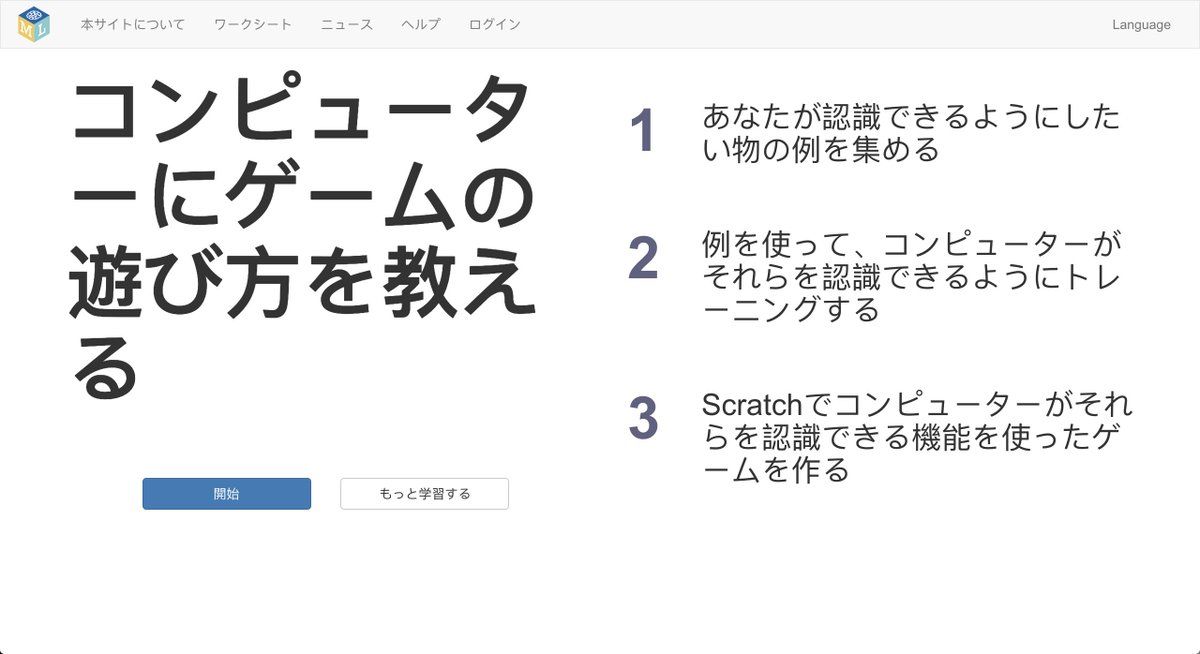 M L
本サイトについて ワークシート ニュース ヘルプ ログイン Language
コンピュータ
ーにゲームの
遊び方を教え
る
開始 もっと学習する
1 あなたが認識できるようにした
い物の例を集める
2 例を使って、コンピューターが
それらを認識できるようにトレ
ーニングする
3 Scratchでコンピューターがそれ
らを認識できる機能を使ったゲ
ームを作る